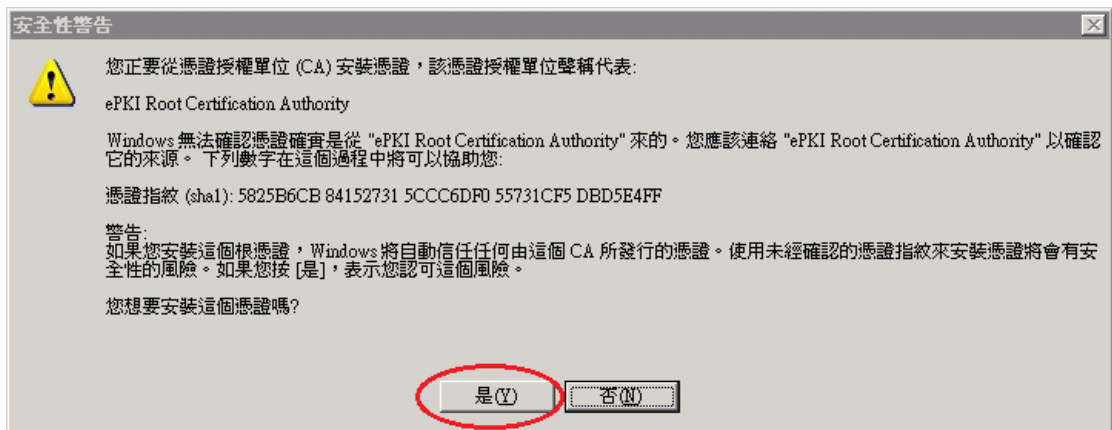 安全性警告
您正要從憑證授權單位 (CA) 安裝憑證，該憑證授權單位聲稱代表:
ePKI Root Certification Authority
Windows 無法確認憑證確實是從 "ePKI Root Certification Authority" 來的。您應該連絡 "ePKI Root Certification Authority" 以確認
它的來源。 下列數字在這個過程中將可以協助您:
憑證指紋 (sha1): 5825B6CB 84152731 5CCC6DF0 55731CF5 DBD5E4FF
警告:
如果您安裝這個根憑證，Windows 將自動信任任何由這個 CA 所發行的憑證。使用未經確認的憑證指紋來安裝憑證將會有安
全性的風險。如果您按 [是]，表示您認可這個風險。
您想要安裝這個憑證嗎?
是(Y)
否(N)